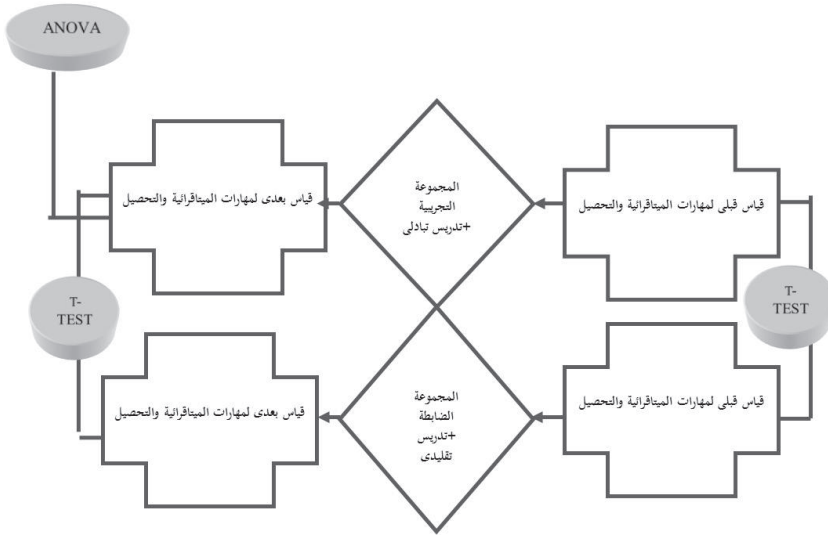 ANOVA
قياس قبلى لمهارات الميتاقرائية والتحصيل
المجموعة
التجريبية
+تدريس تبادلى
قياس بعدى لمهارات الميتاقرائية والتحصيل
T-
TEST
T-
TEST
قياس قبلى لمهارات الميتاقرائية والتحصيل
المجموعة
الضابطة
+تدريس
تقليدى
قياس بعدى لمهارات الميتاقرائية والتحصيل